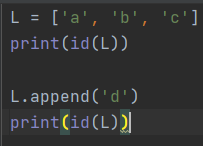 L = ['a', 'b', 'c']
print(id(L))
L.append('d')
print(id(L))